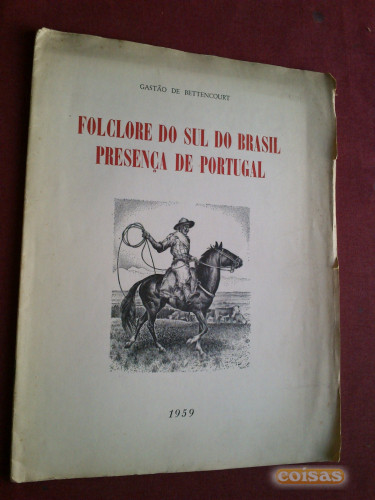 GASTÃO DE BETTENCOURT
FOLCLORE DO SUL DO BRASIL
PRESENÇA DE PORTUGAL
1959
coisas